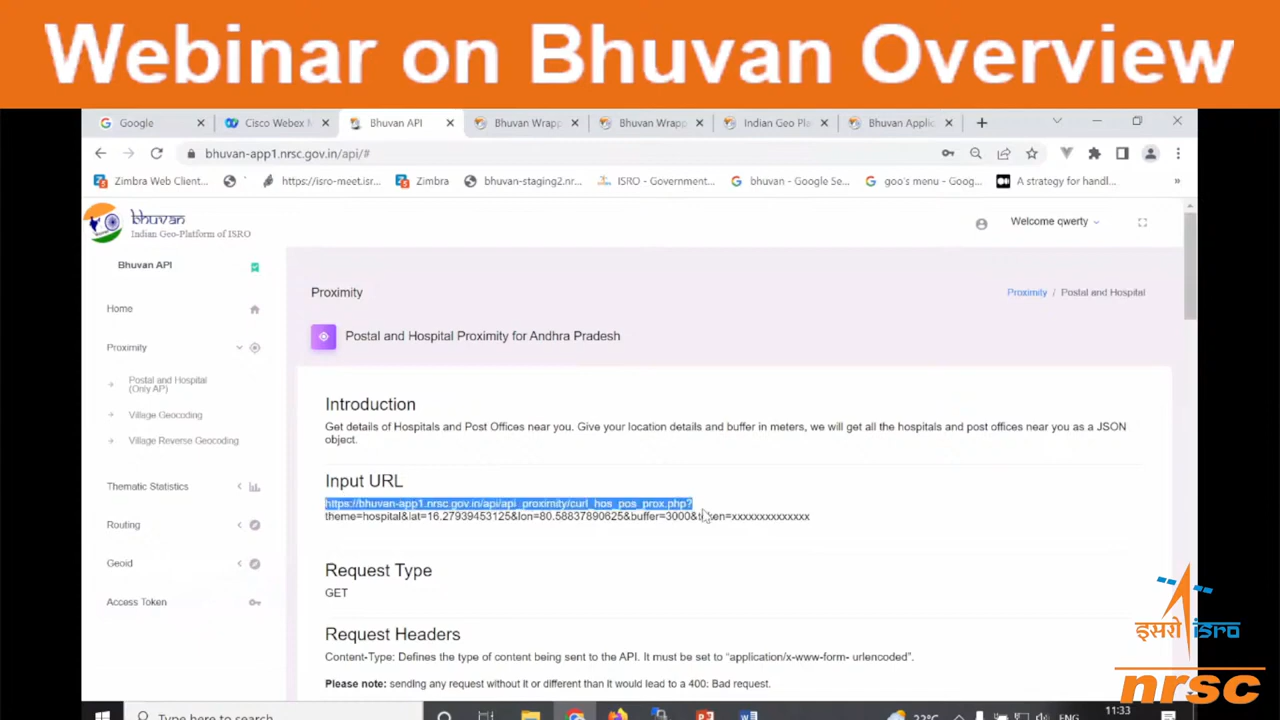 Webinar on Bhuvan Overview
Google
Cisco Webex M
Bhuvan API
Bhuvan Wrapp
Bhuvan Wrapp
Indian Geo Pla
Bhuvan Applic
bhuvan-app1.nrsc.gov.in/api/#
Zimbra Web Client...
https://isro-meet.isr...
Zimbra
bhuvan-staging2.nr...
ISRO - Government...
bhuvan - Google Se...
goo's menu - Goog...
A strategy for handl...
»
bhuvan
Indian Geo-Platform of ISRO
Welcome qwerty
Bhuvan API
Home
Proximity
Postal and Hospital
(Only AP)
Village Geocoding
Village Reverse Geocoding
Thematic Statistics
Routing
Geoid
Access Token
Proximity
Proximity / Postal and Hospital
Postal and Hospital Proximity for Andhra Pradesh
Introduction
Get details of Hospitals and Post Offices near you. Give your location details and buffer in meters, we will get all the hospitals and post offices near you as a JSON
object.
Input URL
https://bhuvan-app1.nrsc.gov.in/api/api_proximity/curl_hos_pos_prox.php?
theme=hospital&lat=16.27939453125&lon=80.58837890625&buffer=3000&token=xxxxxxxxxxxxxx
Request Type
GET
Request Headers
Content-Type: Defines the type of content being sent to the API. It must be set to “application/x-www-form- urlencoded”.
Please note: sending any request without it or different than it would lead to a 400: Bad request.
इसरो isro
nrsc
Type here to search
22°C
ENG
11:33